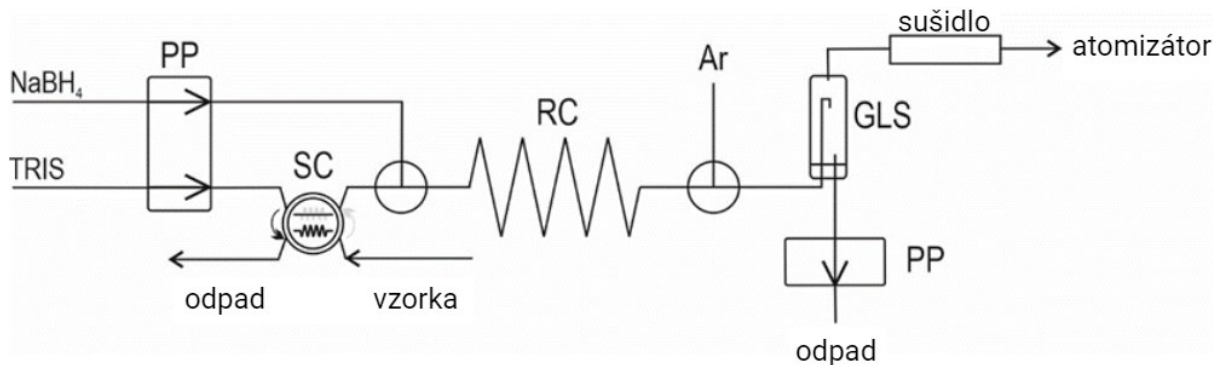 sušidlo
PP
Ar
atomizátor
NaBH₄
RC
GLS
TRIS
SC
PP
odpad
vzorka
odpad